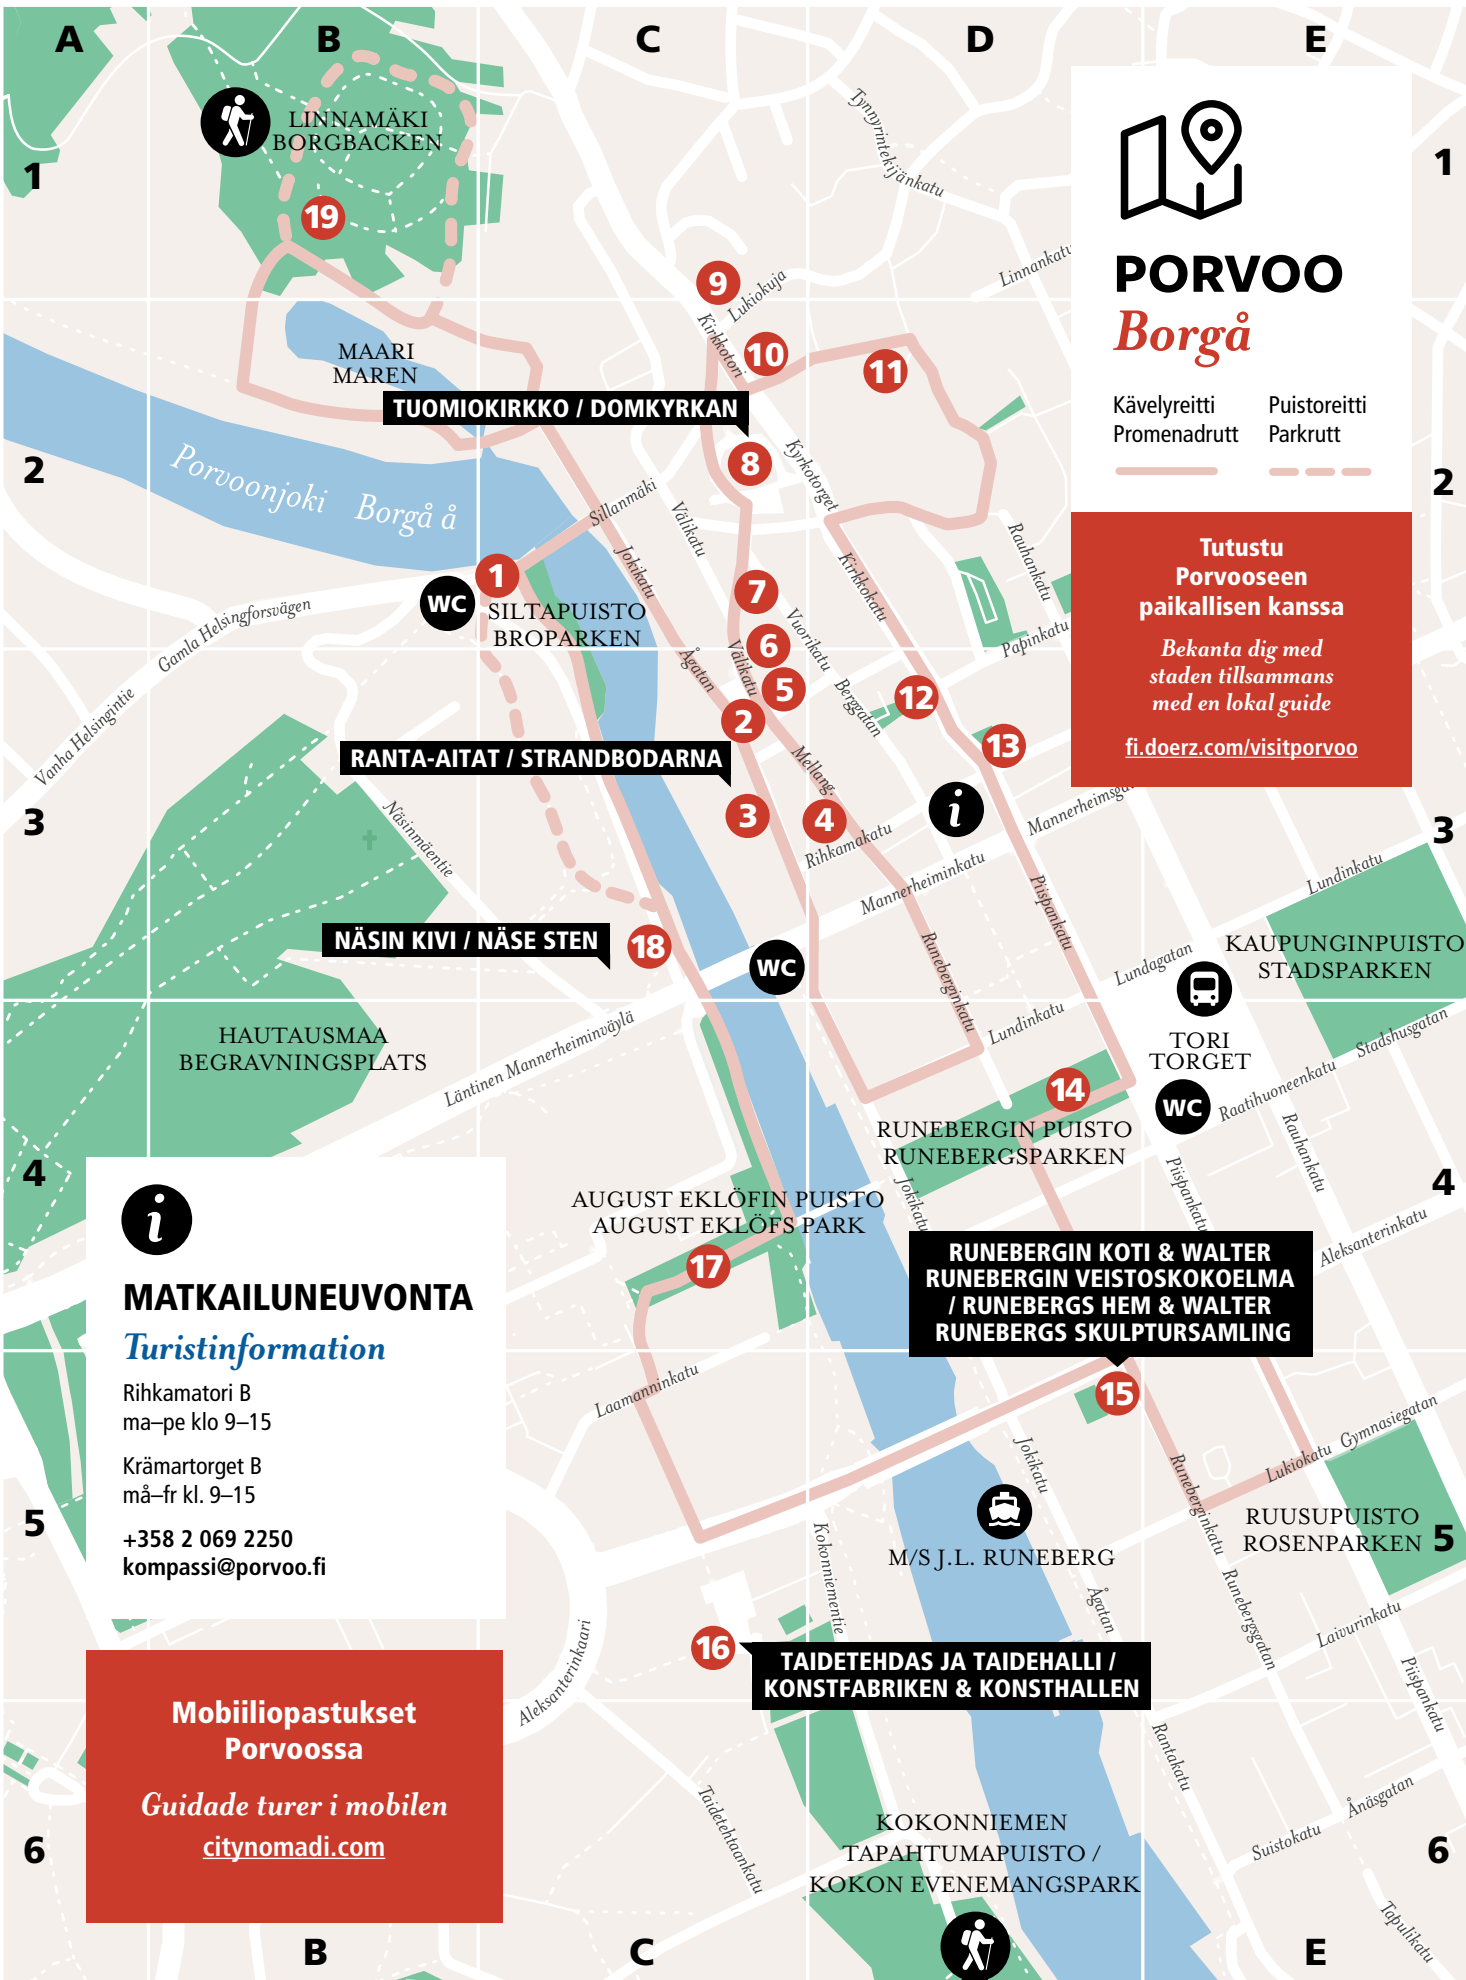 A
B
C
D
E
1
1
LINNAMÄKI
BORGBACKEN
19
Tynnyrintekijänkatu
Linnankatu
PORVOO
Borgå
Kävelyreitti
Promenadrutt
Puistoreitti
Parkrutt
9
Lukiokuja
Kirkkotori
10
11
MAARI
MAREN
TUOMIOKIRKKO / DOMKYRKAN
8
Kyrkotorget
2
2
Porvoonjoki Borgå å
Sillanmäki
Välikatu
Jokikatu
Kirkkokatu
Rauhankatu
Tutustu
Porvooseen
paikallisen kanssa
Bekanta dig med
staden tillsammans
med en lokal guide
fi.doerz.com/visitporvoo
1
WC
SILTAPUISTO
BROPARKEN
7
Vuorikatu
6
Välikatu
Papinkatu
Gamla Helsingforsvägen
Vanha Helsingintie
Ågatan
5
Berggatan
12
2
13
RANTA-AITAT / STRANDBODARNA
Mellang.
3
3
3
4
Rihkamakatu
i
Mannerheimsga
Mannerheiminkatu
Näsinmäentie
Piispankatu
Lundinkatu
NÄSIN KIVI / NÄSE STEN
18
WC
Runeberginkatu
Lundagatan
KAUPUNGINPUISTO
STADSPARKEN
HAUTAUSMAA
BEGRAVNINGSPLATS
Läntinen Mannerheiminväylä
Lundinkatu
TORI
TORGET
Stadshusgatan
Raatihuoneenkatu
WC
14
RUNEBERGIN PUISTO
RUNEBERGSPARKEN
Rauhankatu
Piispankatu
4
4
AUGUST EKLÖFIN PUISTO
AUGUST EKLÖFS PARK
17
Jokikatu
Aleksanterinkatu
RUNEBERGIN KOTI & WALTER
RUNEBERGIN VEISTOSKOKOELMA
/ RUNEBERGS HEM & WALTER
RUNEBERGS SKULPTURSAMLING
15
i
MATKAILUNEUVONTA
Turistinformation
Rihkamatori B
ma–pe klo 9–15
Krämartorget B
må–fr kl. 9–15
+358 2 069 2250
kompassi@porvoo.fi
Laamanninkatu
Jokikatu
Runeberginkatu
Lukiokatu Gymnasiegatan
5
5
RUUSUPUISTO
ROSENPARKEN
Kokonniementie
M/S J.L. RUNEBERG
Ågatan
Runebergsgatan
Laivurinkatu
Aleksanterinkaari
16
TAIDETEHDAS JA TAIDEHALLI /
KONSTFABRIKEN & KONSTHALLEN
Piispankatu
Rantakatu
Mobiiliopastukset
Porvoossa
Guidade turer i mobilen
citynomadi.com
Taidetehtaankatu
KOKONNIEMEN
TAPAHTUMAPUISTO /
KOKON EVENEMANGSPARK
Suistokatu
Ånäsgatan
6
6
Tapulikatu
B
C
E